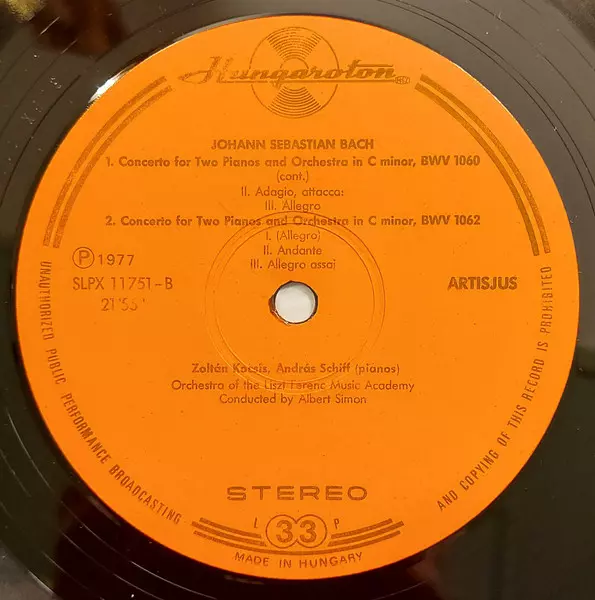 Hungaroton
JOHANN SEBASTIAN BACH
1. Concerto for Two Pianos and Orchestra in C minor, BWV 1060
(cont.)
II. Adagio, attacca:
III. Allegro
2. Concerto for Two Pianos and Orchestra in C minor, BWV 1062
I. (Allegro)
II. Andante
III. Allegro assai
Ⓟ 1977
SLPX 11751-B
21'55"
ARTISJUS
Zoltán Kocsis, András Schiff (pianos)
Orchestra of the Liszt Ferenc Music Academy
Conducted by Albert Simon
STEREO
L 33 P
MADE IN HUNGARY
UNAUTHORIZED PUBLIC PERFORMANCE BROADCASTING
AND COPYING OF THIS RECORD IS PROHIBITED